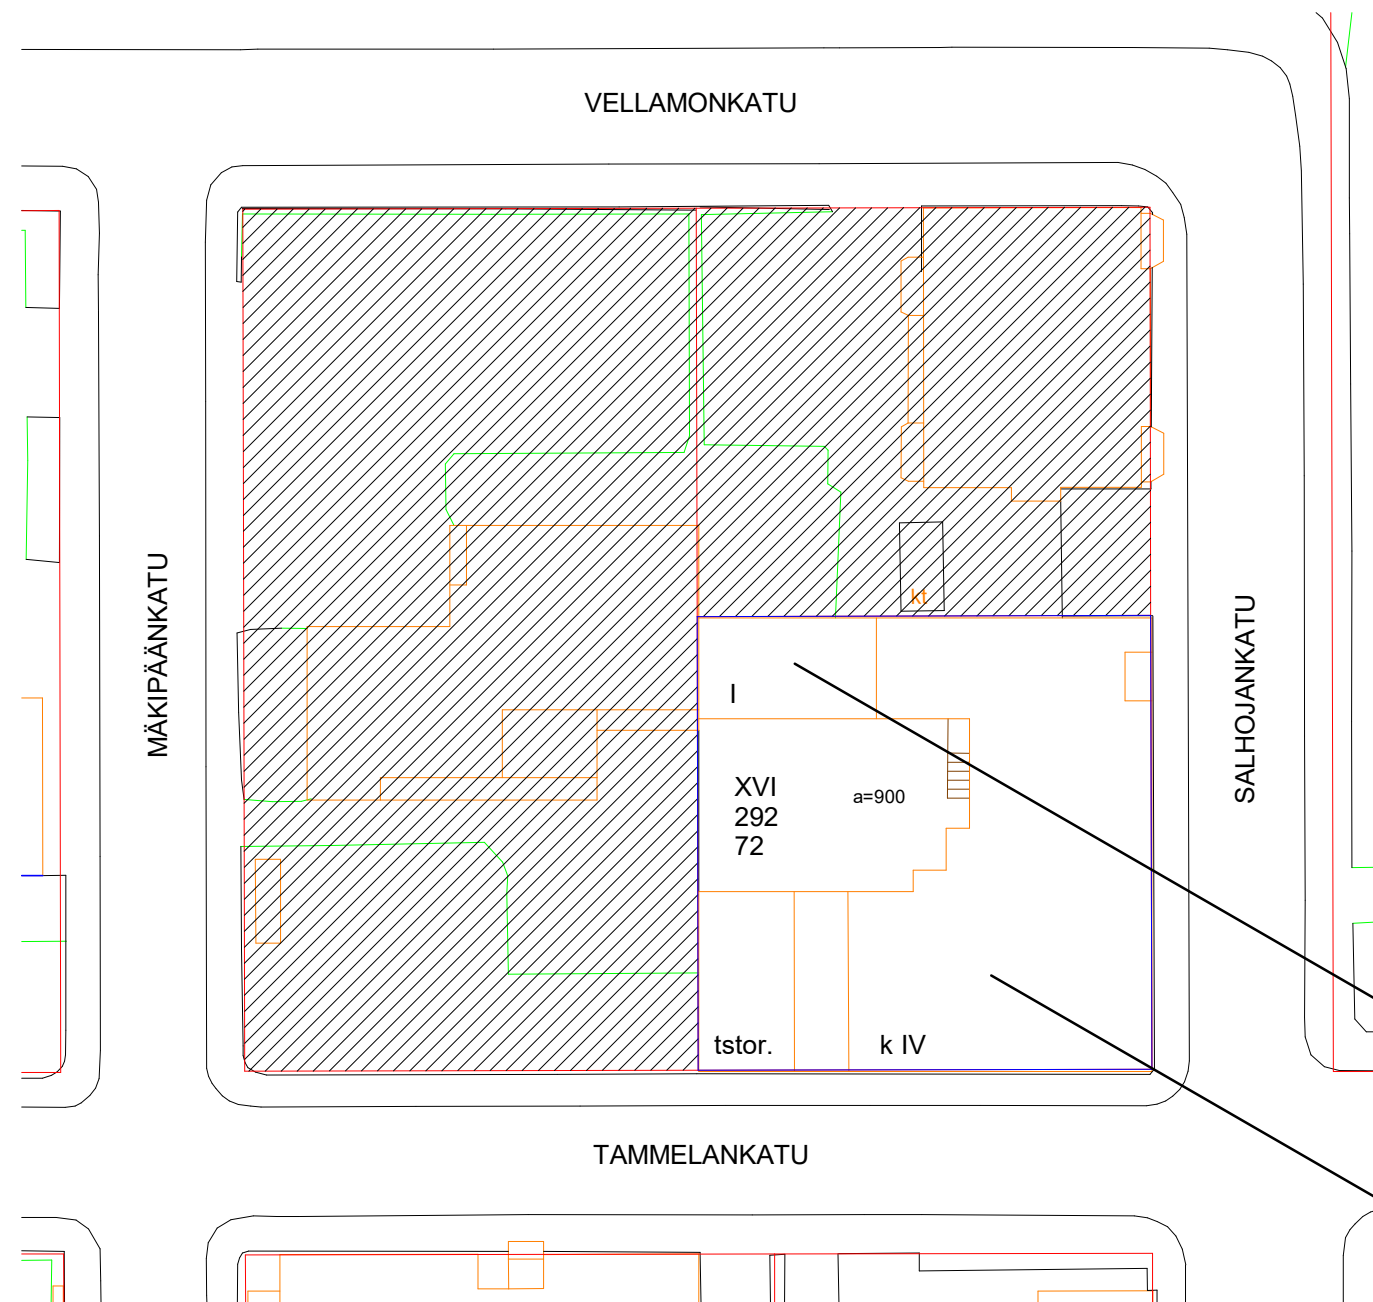 VELLAMONKATU
MÄKIPÄÄNKATU
SALHOJANKATU
kt
I
XVI
292
72
a=900
tstor.
k IV
TAMMELANKATU